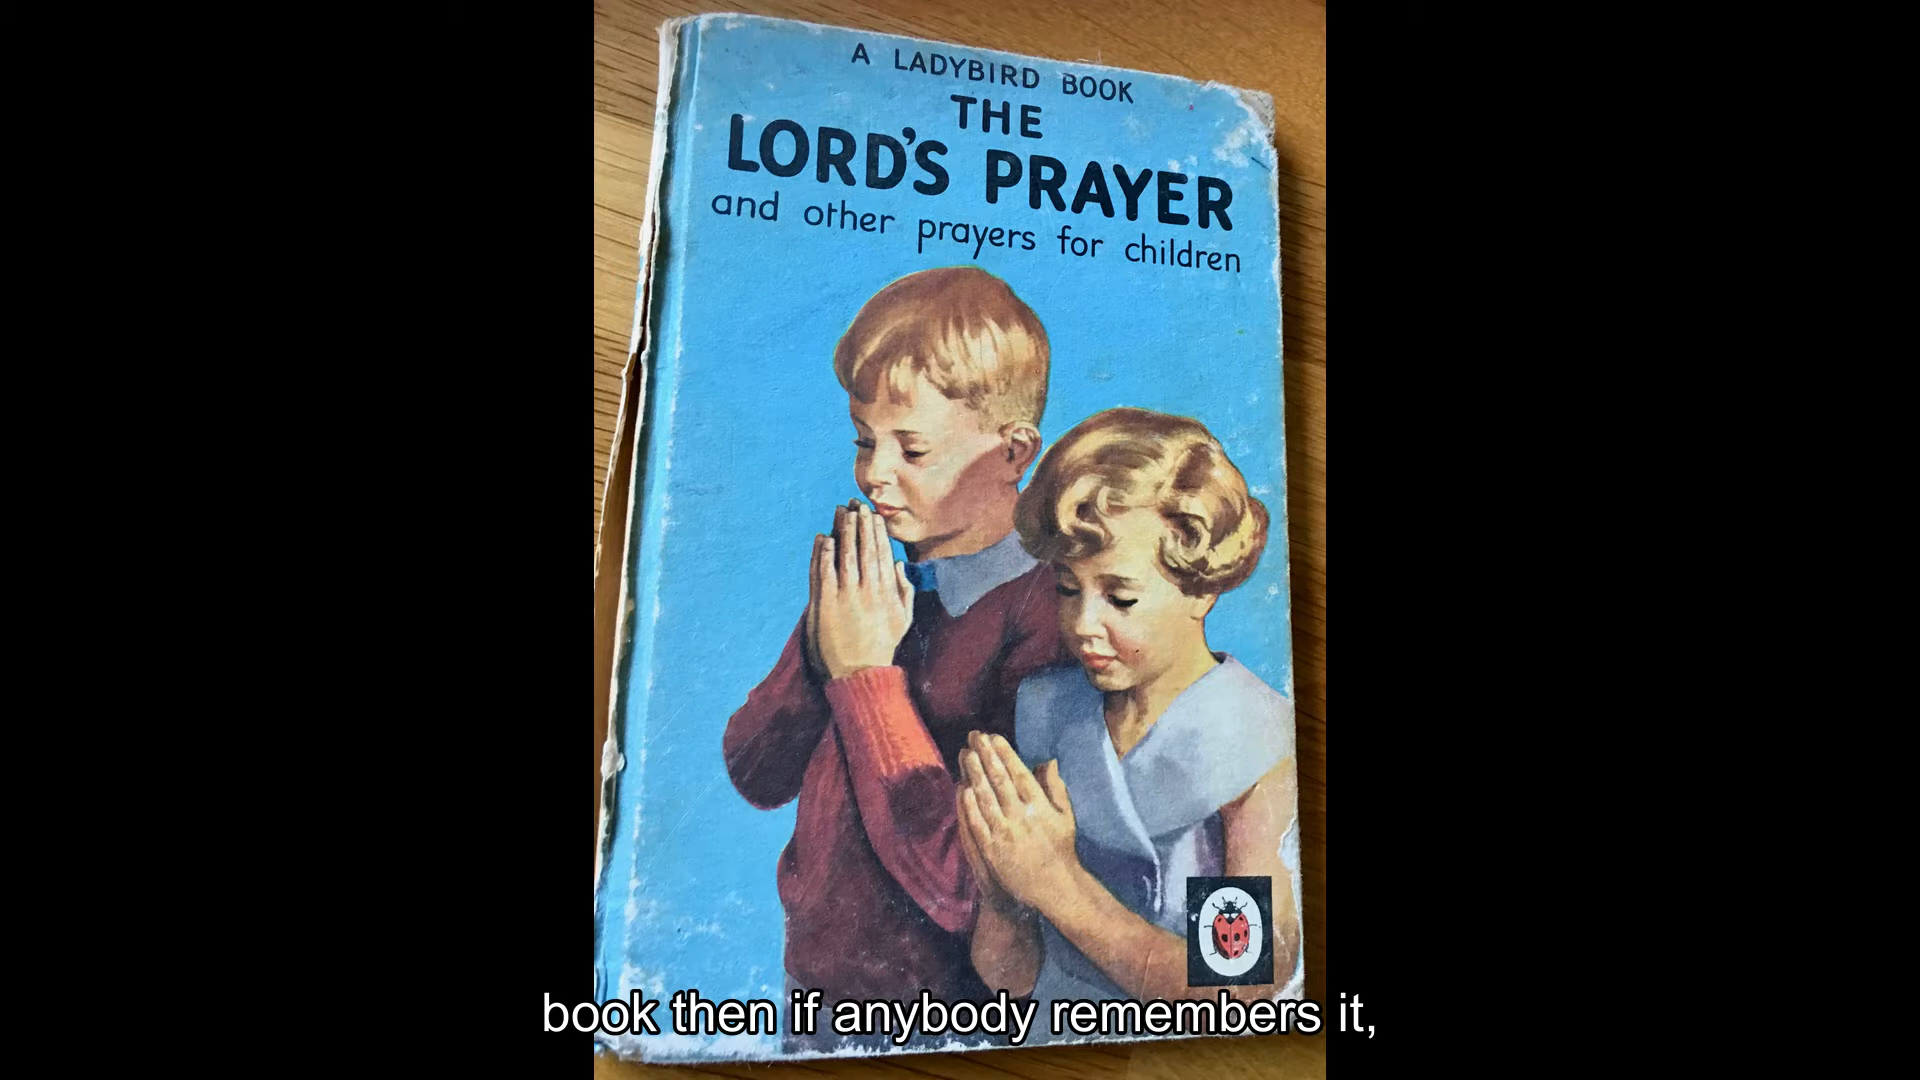 A LADYBIRD BOOK
THE
LORD'S PRAYER
and other prayers for children
book then if anybody remembers it,